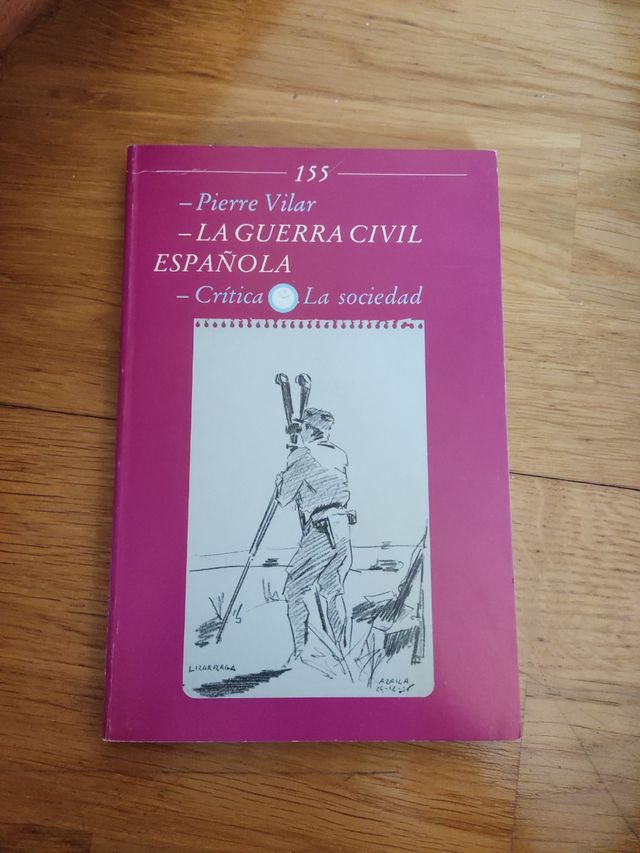 155
– Pierre Vilar
– LA GUERRA CIVIL
ESPAÑOLA
– Crítica La sociedad
LIZARRAGA
AZAILA